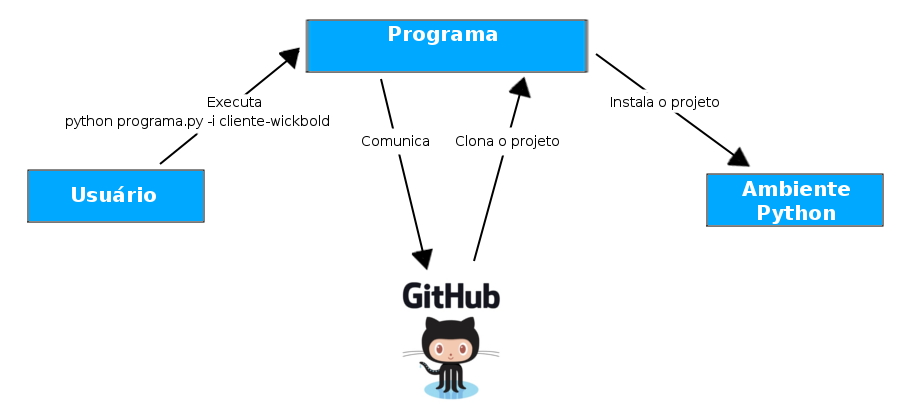 Programa
Executa
python programa.py -i cliente-wickbold
Instala o projeto
Comunica
Clona o projeto
Usuário
Ambiente
Python
GitHub